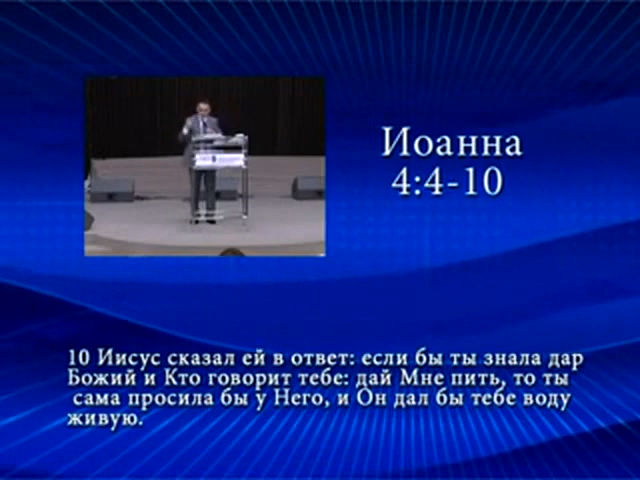 Иоанна
4:4-10
10 Иисус сказал ей в ответ: если бы ты знала дар
Божий и Кто говорит тебе: дай Мне пить, то ты
сама просила бы у Него, и Он дал бы тебе воду
живую.